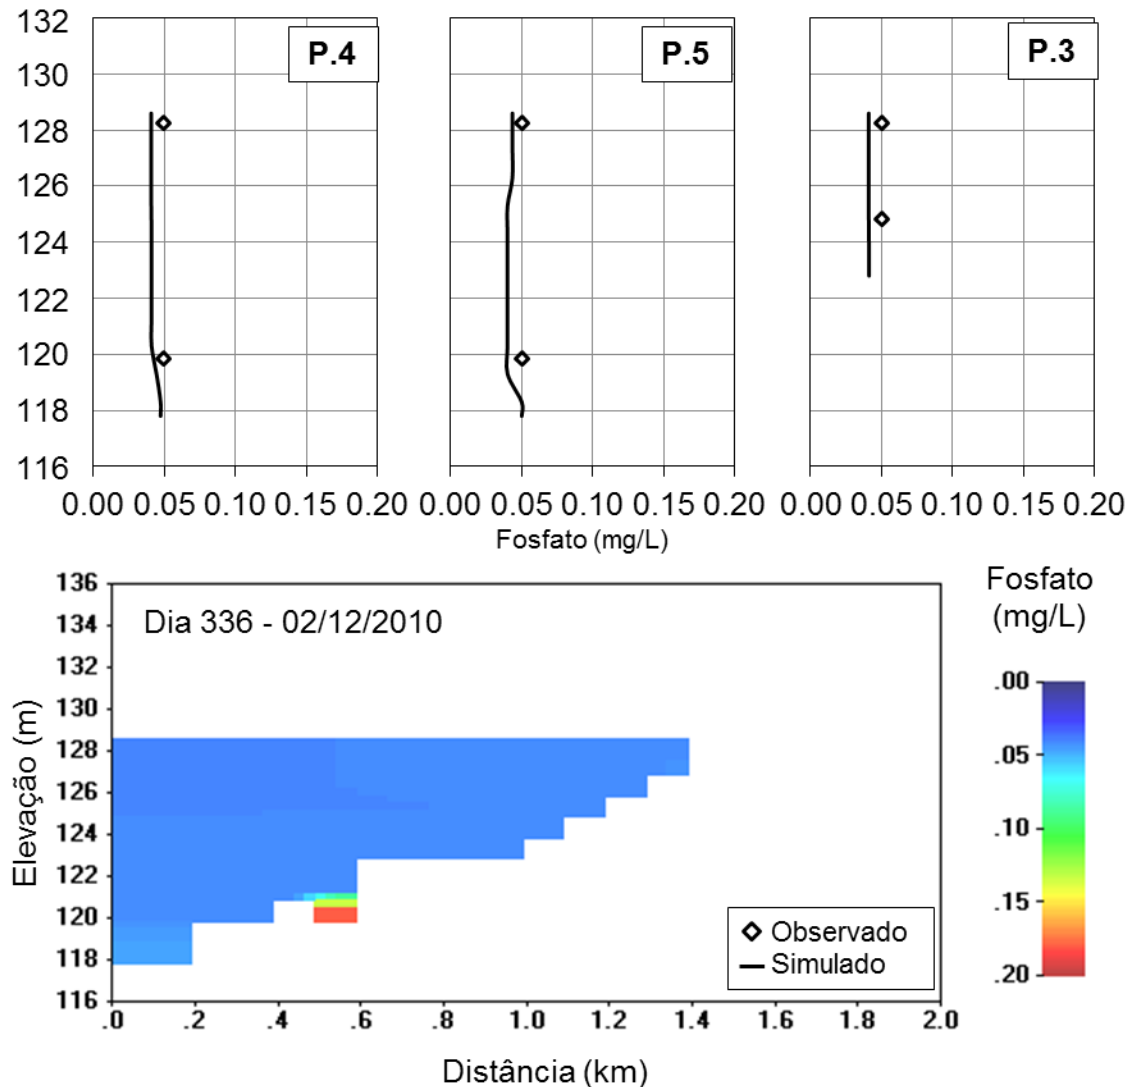 132
130
128
126
124
122
120
118
116
P.4
P.5
P.3
0.00 0.05 0.10 0.15 0.20 0.00 0.05 0.10 0.15 0.20 0.00 0.05 0.10 0.15 0.20
Fosfato (mg/L)
136
134
132
130
128
126
124
122
120
118
116
Elevação (m)
Dia 336 - 02/12/2010
Observado
Simulado
.0 .2 .4 .6 .8 1.0 1.2 1.4 1.6 1.8 2.0
Distância (km)
Fosfato
(mg/L)
.00
.05
.10
.15
.20